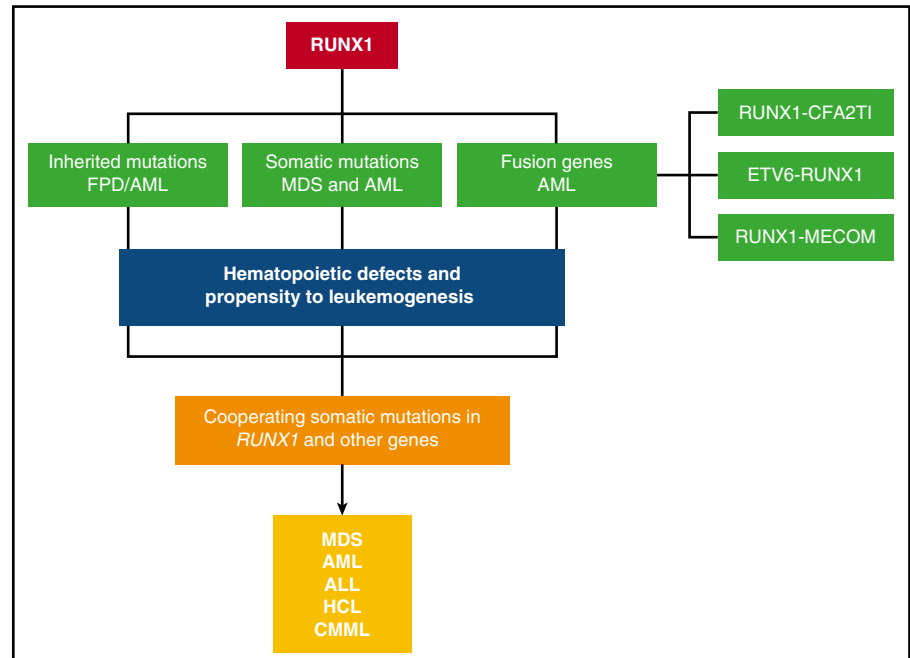 RUNX1
Inherited mutations
FPD/AML
Somatic mutations
MDS and AML
Fusion genes
AML
RUNX1-CFA2TI
ETV6-RUNX1
RUNX1-MECOM
Hematopoietic defects and
propensity to leukemogenesis
Cooperating somatic mutations in
RUNX1 and other genes
MDS
AML
ALL
HCL
CMML